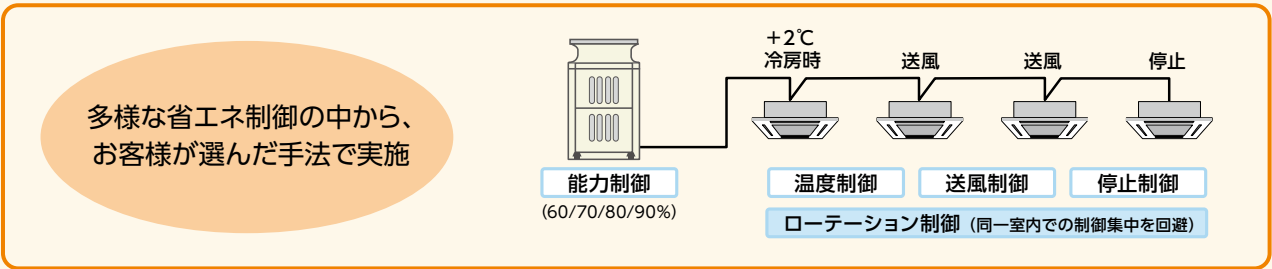 多様な省エネ制御の中から、
お客様が選んだ手法で実施
+2℃
冷房時
送風
送風
停止
能力制御
(60/70/80/90%)
温度制御
送風制御
停止制御
ローテーション制御（同一室内での制御集中を回避）